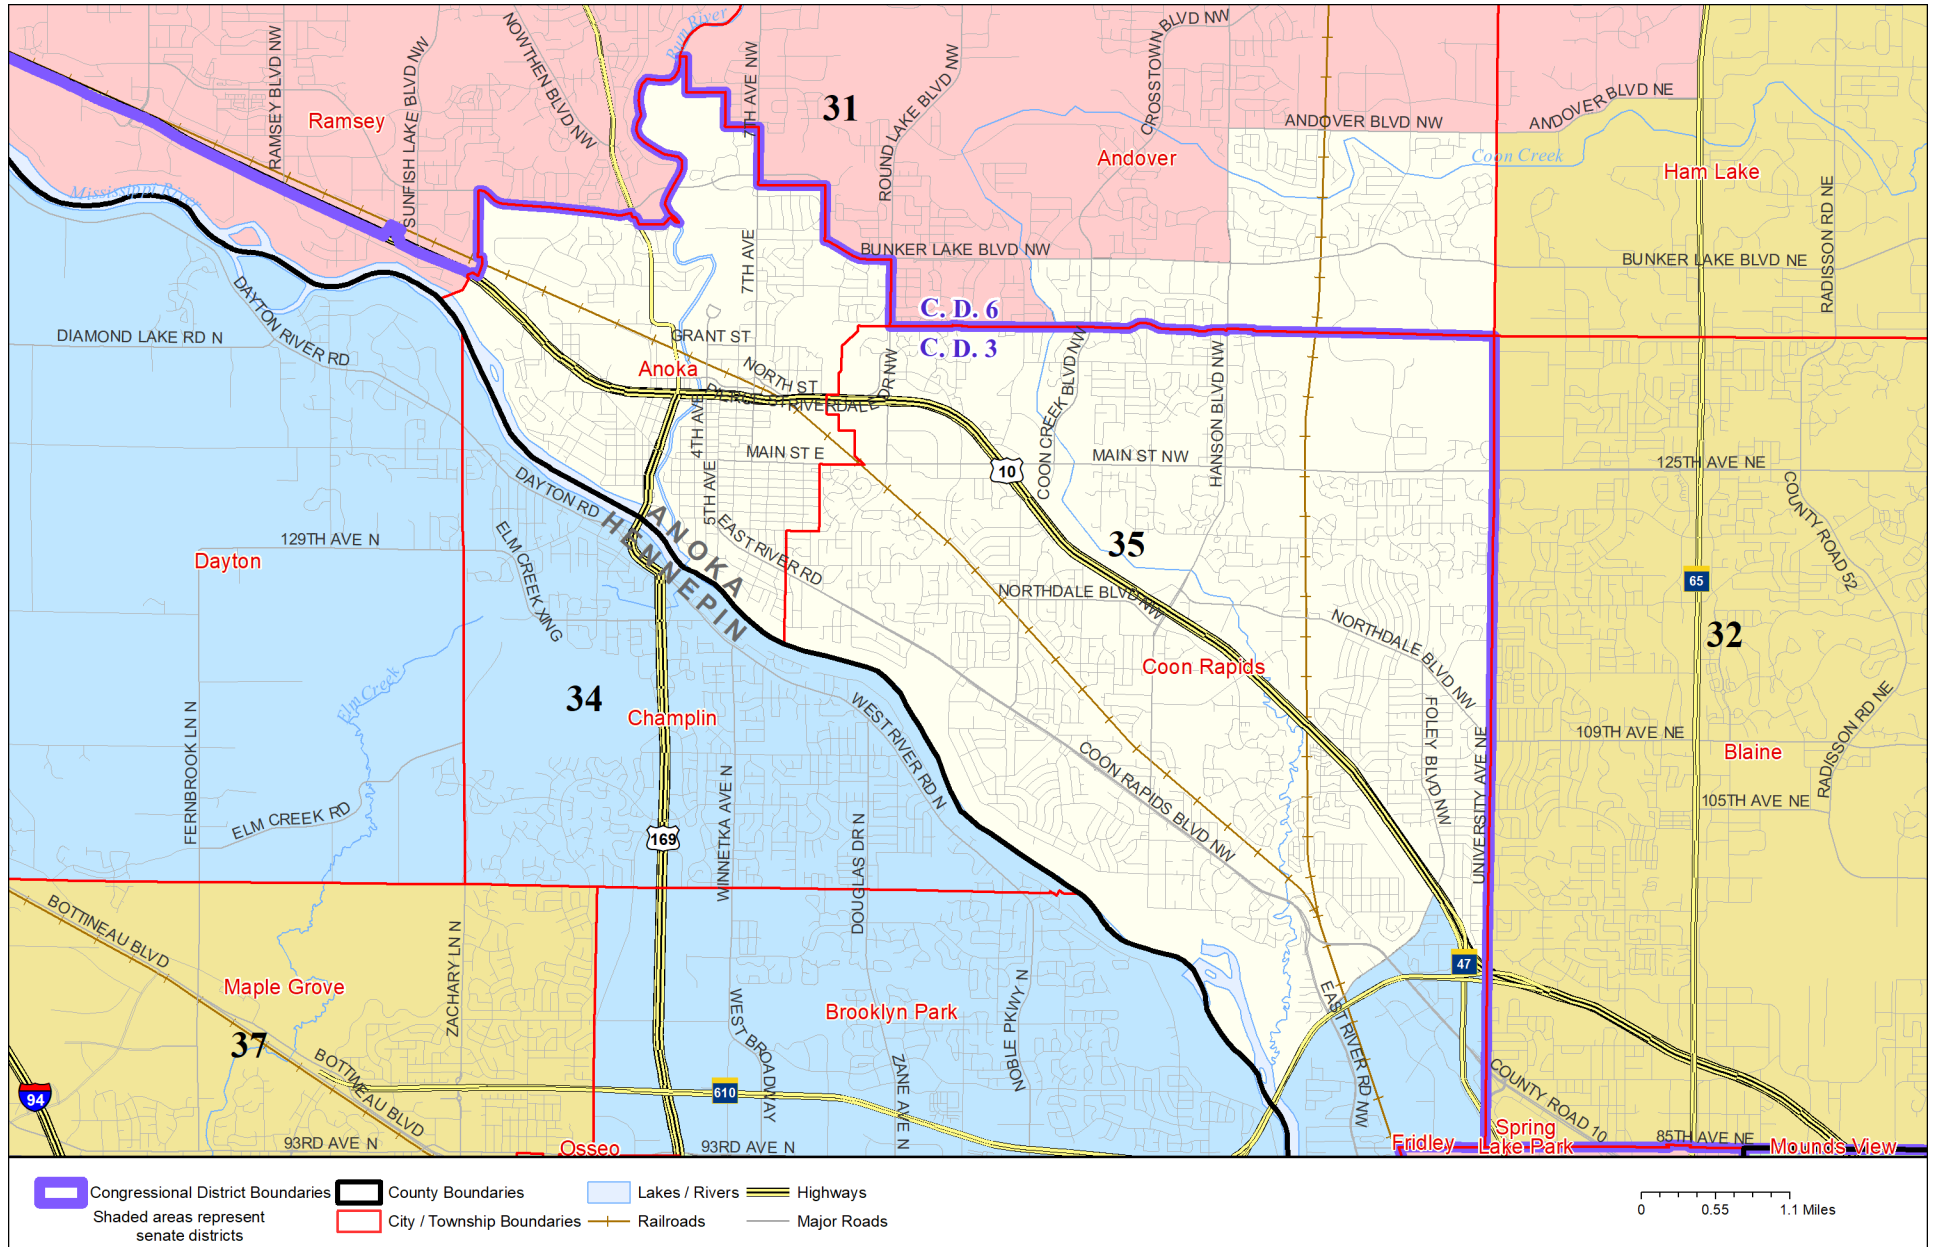 RAMSEY BLVD NW
SUNFISH LAKE BLVD NW
NOWTHEN BLVD NW
Rum River
7TH AVE NW
ROUND LAKE BLVD NW
CROSSTOWN BLVD NW
31
Ramsey
Andover
ANDOVER BLVD NW
ANDOVER BLVD NE
Coon Creek
Ham Lake
RADISSON RD NE
Mississippi River
7TH AVE
BUNKER LAKE BLVD NW
BUNKER LAKE BLVD NE
C. D. 6
C. D. 3
DAYTON RIVER RD
DIAMOND LAKE RD N
GRANT ST
Anoka
NORTH ST
RIVERDALE DR NW
COON CREEK BLVD NW
HANSON BLVD NW
4TH AVE
5TH AVE
MAIN ST E
10
MAIN ST NW
125TH AVE NE
COUNTY ROAD 52
DAYTON RD
ANOKA
HENNEPIN
EAST RIVER RD
129TH AVE N
ELM CREEK XING
Dayton
35
65
NORTHDALE BLVD NW
NORTHDALE BLVD NW
32
Coon Rapids
Elm Creek
34
Champlin
WEST RIVER RD N
FOLEY BLVD NW
UNIVERSITY AVE NE
109TH AVE NE
Blaine
RADISSON RD NE
105TH AVE NE
FERNBROOK LN N
ELM CREEK RD
169
WINNETKA AVE N
DOUGLAS DR N
COON RAPIDS BLVD NW
BOTTINEAU BLVD
ZACHARY LN N
Maple Grove
37
47
Brooklyn Park
WEST BROADWAY
NOBLE PKWY N
EAST RIVER RD NW
BOTTINEAU BLVD
94
610
ZANE AVE N
COUNTY ROAD 10
93RD AVE N
Osseo
93RD AVE N
Fridley
Spring
Lake Park
85TH AVE NE
Mounds View
Congressional District Boundaries
County Boundaries
Lakes / Rivers
Highways
Shaded areas represent
senate districts
City / Township Boundaries
Railroads
Major Roads
0 0.55 1.1 Miles